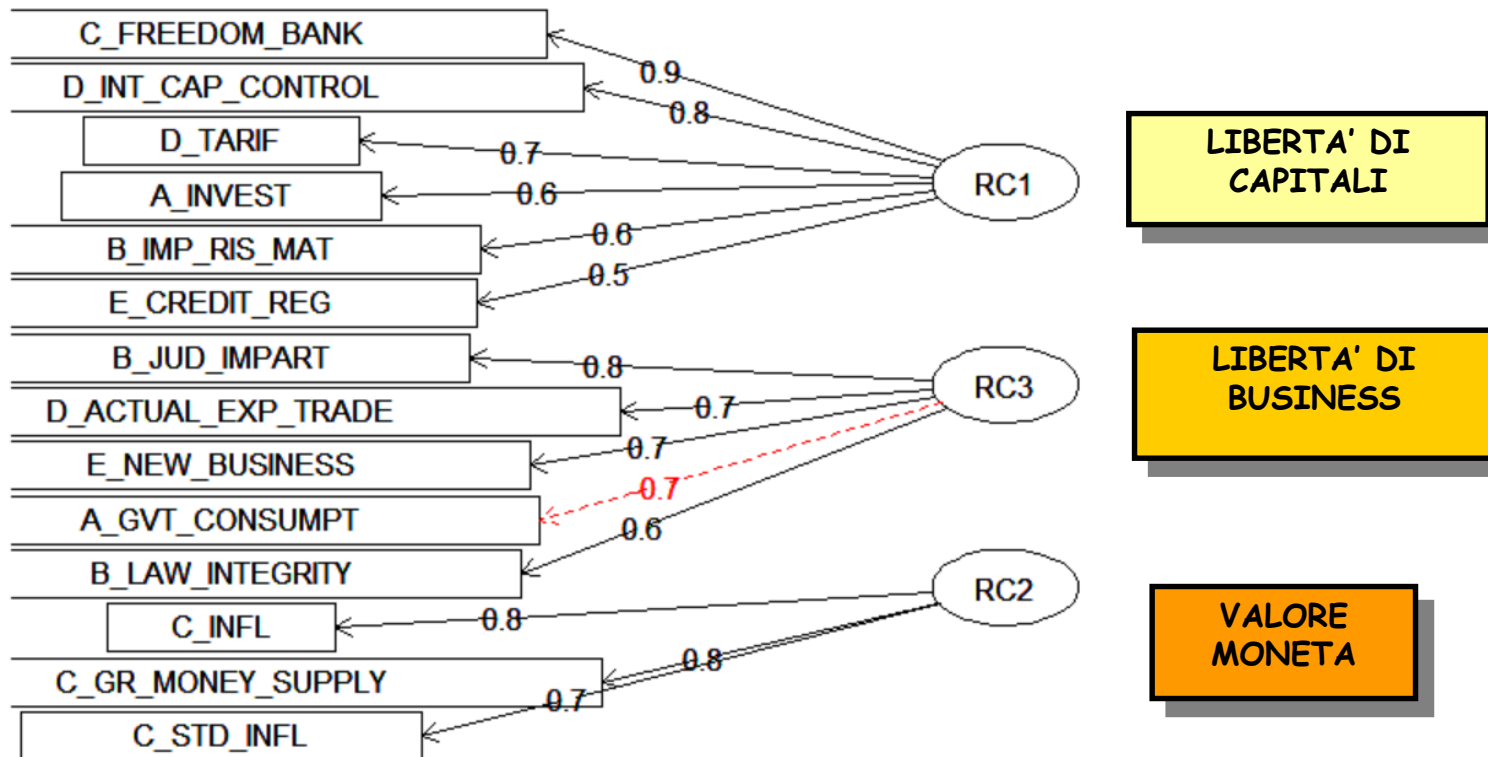 C_FREEDOM_BANK
D_INT_CAP_CONTROL
D_TARIF
A_INVEST
B_IMP_RIS_MAT
E_CREDIT_REG
B_JUD_IMPART
D_ACTUAL_EXP_TRADE
E_NEW_BUSINESS
A_GVT_CONSUMPT
B_LAW_INTEGRITY
C_INFL
C_GR_MONEY_SUPPLY
C_STD_INFL
0.9
0.8
0.7
0.6
0.6
0.5
0.8
0.7
0.7
-0.7
0.6
0.8
0.8
0.7
RC1
RC3
RC2
LIBERTA' DI
CAPITALI
LIBERTA' DI
BUSINESS
VALORE
MONETA